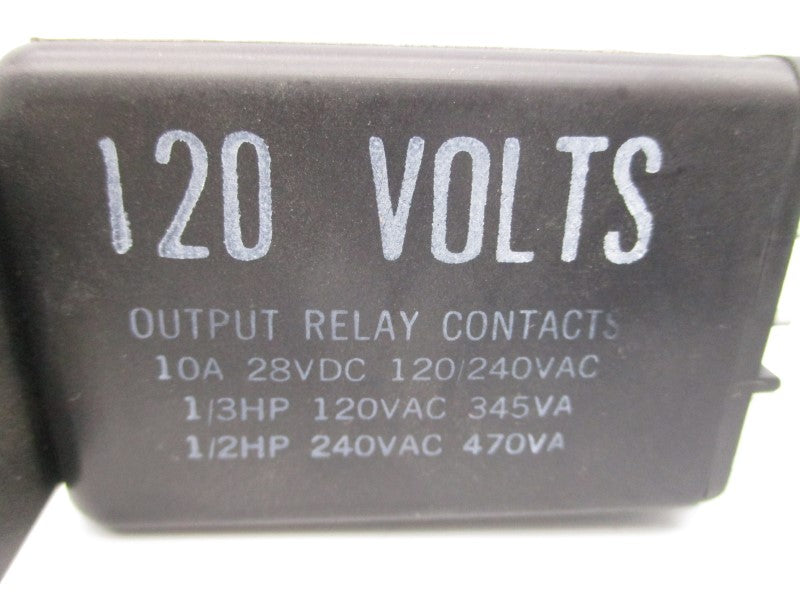 120 VOLTS
OUTPUT RELAY CONTACTS
10A 28VDC 120/240VAC
1/3HP 120VAC 345VA
1/2HP 240VAC 470VA